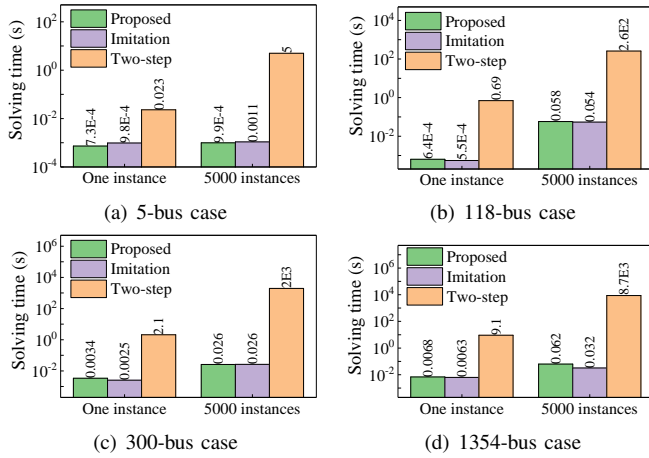 Solving time (s)
10^2
10^0
10^-2
10^-4
Proposed
Imitation
Two-step
7.3E-4
9.8E-4
0.023
9.9E-4
0.0011
5
One instance
5000 instances
(a) 5-bus case
Solving time (s)
10^4
10^2
10^0
10^-2
Proposed
Imitation
Two-step
6.4E-4
5.5E-4
0.69
0.058
0.054
2.6E2
One instance
5000 instances
(b) 118-bus case
Solving time (s)
10^6
10^4
10^2
10^0
10^-2
Proposed
Imitation
Two-step
0.0034
0.0025
2.1
0.026
0.026
2E3
One instance
5000 instances
(c) 300-bus case
Solving time (s)
10^6
10^4
10^2
10^0
10^-2
Proposed
Imitation
Two-step
0.0068
0.0063
9.1
0.062
0.032
8.7E3
One instance
5000 instances
(d) 1354-bus case